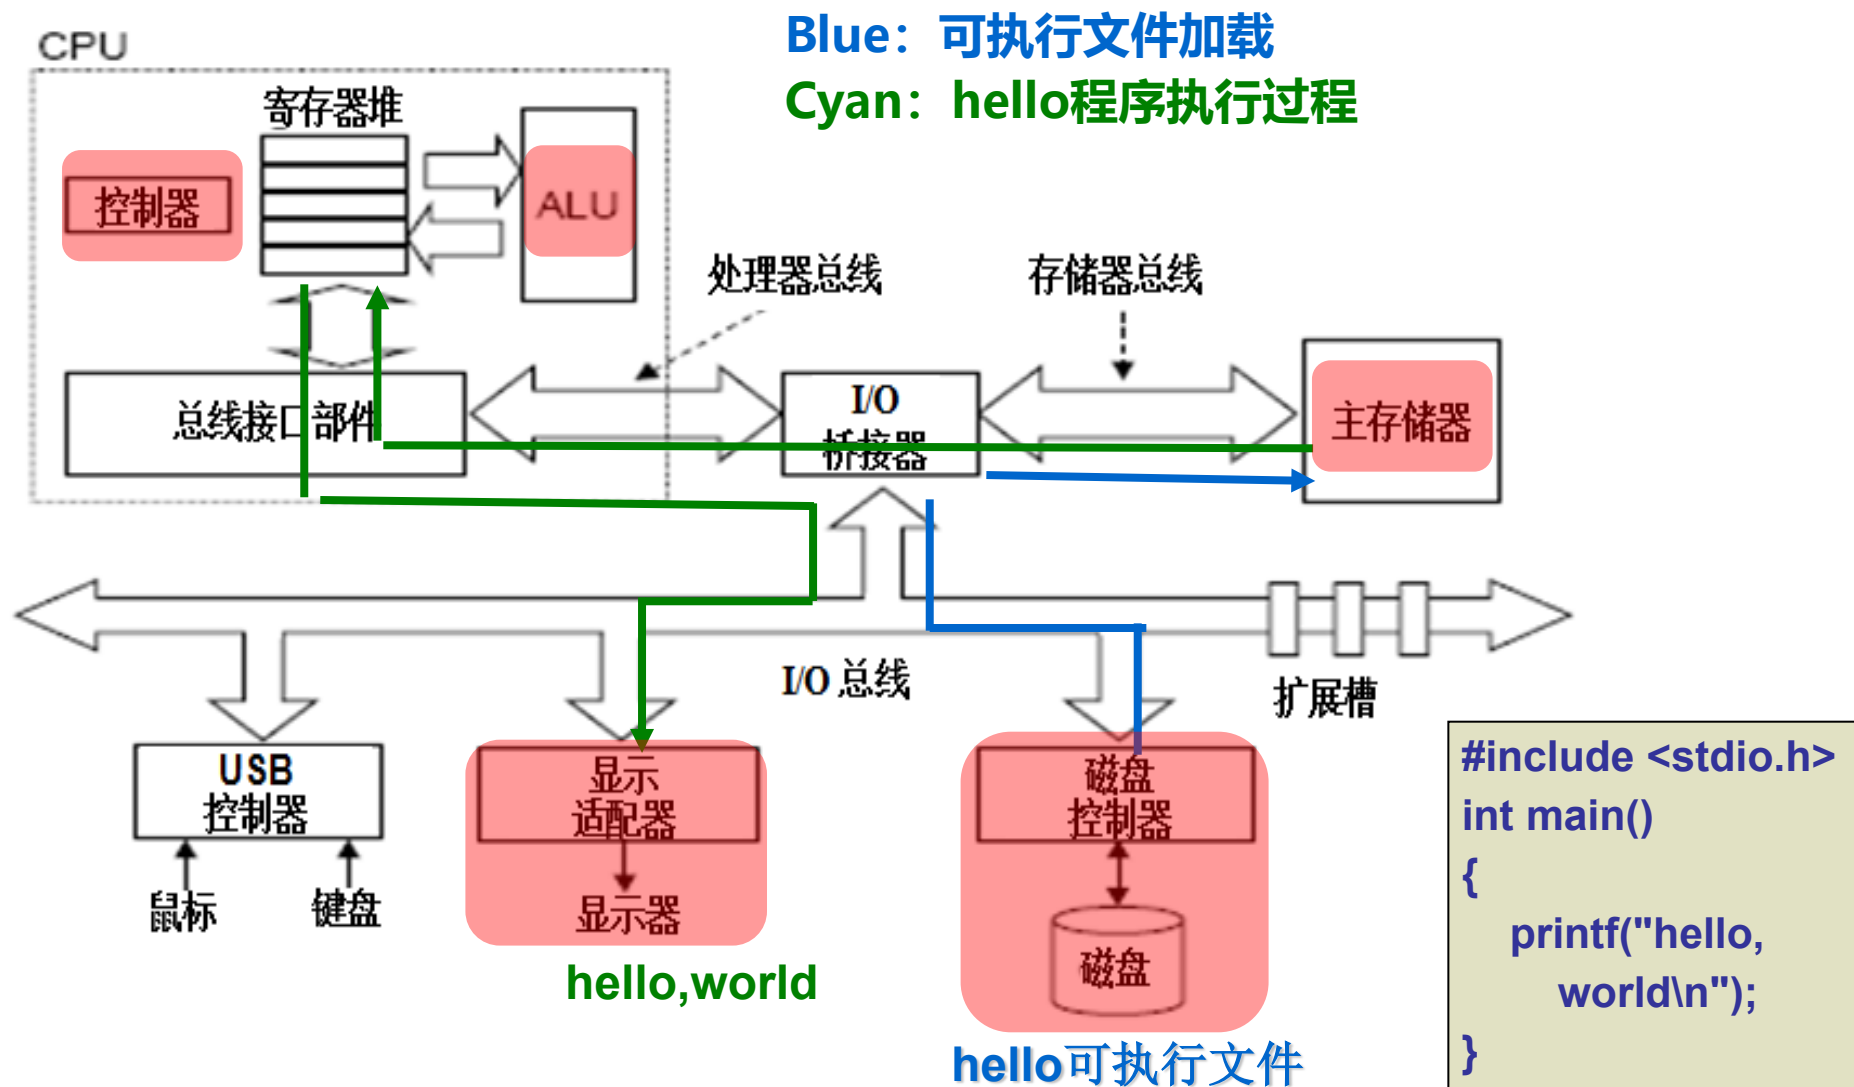 Blue：可执行文件加载
CPU
Cyan：hello程序执行过程
寄存器堆
控制器
ALU
处理器总线
存储器总线
总线接口部件
I/O
桥接器
主存储器
I/O 总线
扩展槽
USB
控制器
显示
适配器
磁盘
控制器
鼠标
键盘
显示器
磁盘
hello,world
hello可执行文件
#include <stdio.h>
int main()
{
printf("hello,
world\n");
}